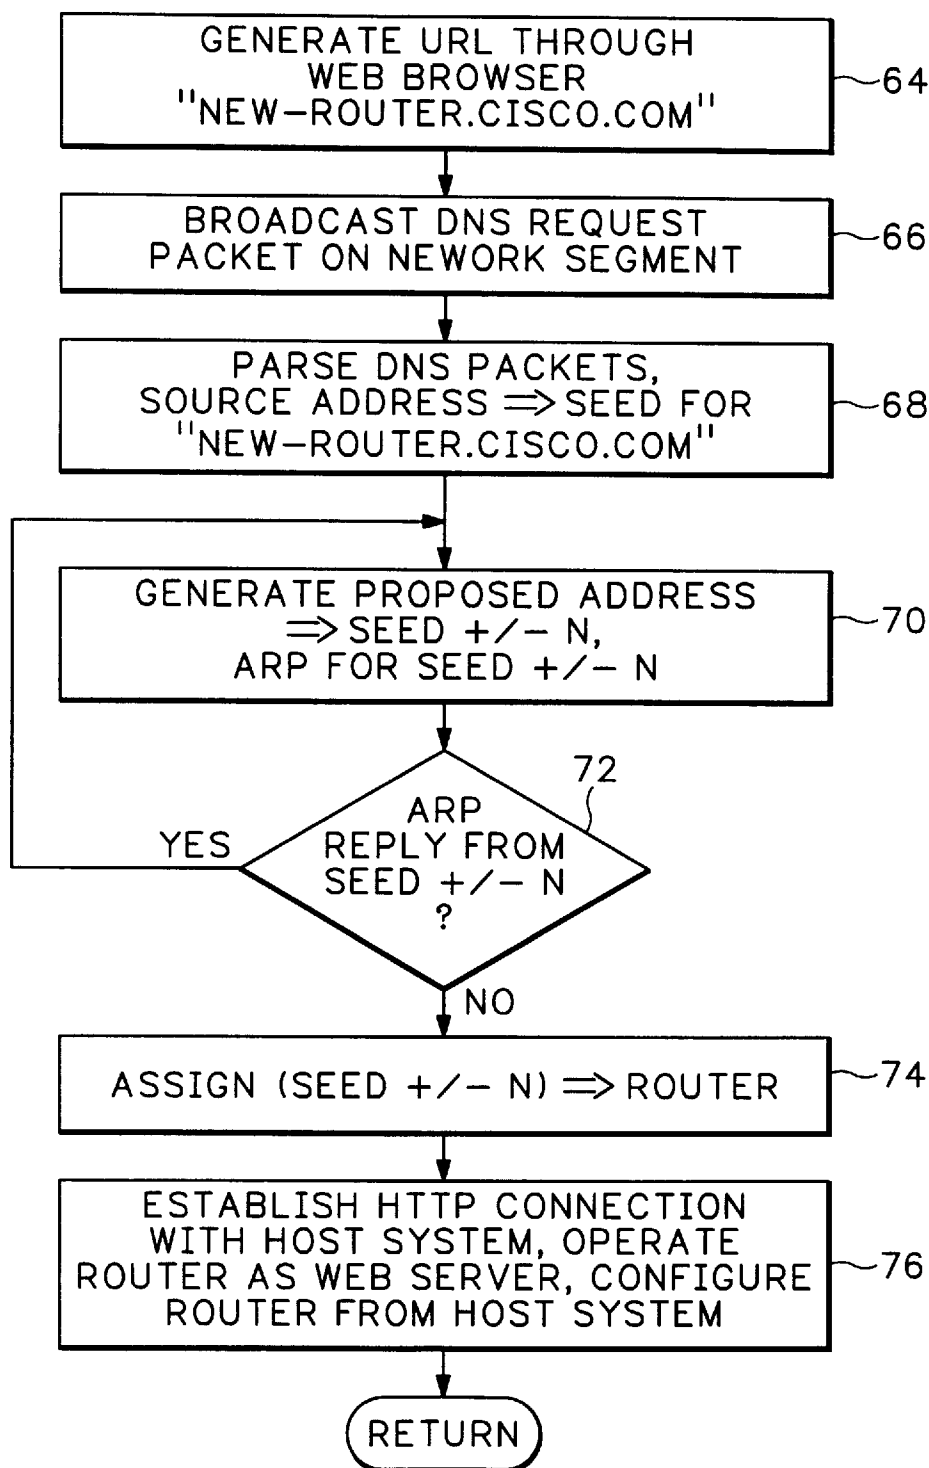 GENERATE URL THROUGH
WEB BROWSER
"NEW-ROUTER.CISCO.COM"
64
BROADCAST DNS REQUEST
PACKET ON NEWORK SEGMENT
66
PARSE DNS PACKETS,
SOURCE ADDRESS ⇒ SEED FOR
"NEW-ROUTER.CISCO.COM"
68
GENERATE PROPOSED ADDRESS
⇒ SEED +/- N,
ARP FOR SEED +/- N
70
72
ARP
REPLY FROM
SEED +/- N
?
YES
NO
ASSIGN (SEED +/- N) ⇒ ROUTER
74
ESTABLISH HTTP CONNECTION
WITH HOST SYSTEM, OPERATE
ROUTER AS WEB SERVER, CONFIGURE
ROUTER FROM HOST SYSTEM
76
RETURN